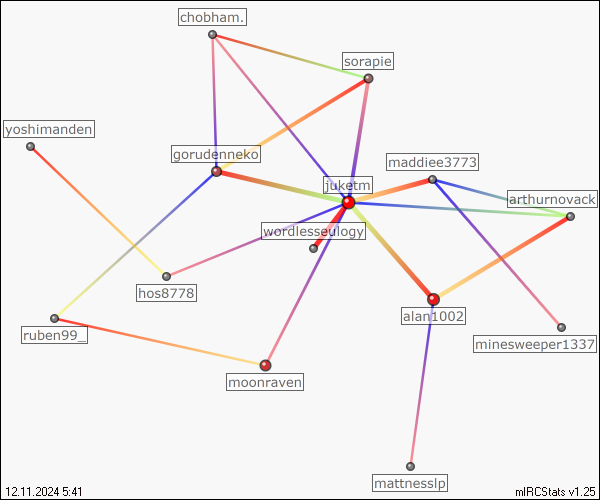 chobham.
sorapie
yoshimanden
gorudenneko
maddiee3773
juketm
arthurnovack
wordlesseulogy
hos8778
alan1002
ruben99_
minesweeper1337
moonraven
mattnesslp
12.11.2024 5:41
mIRCStats v1.25